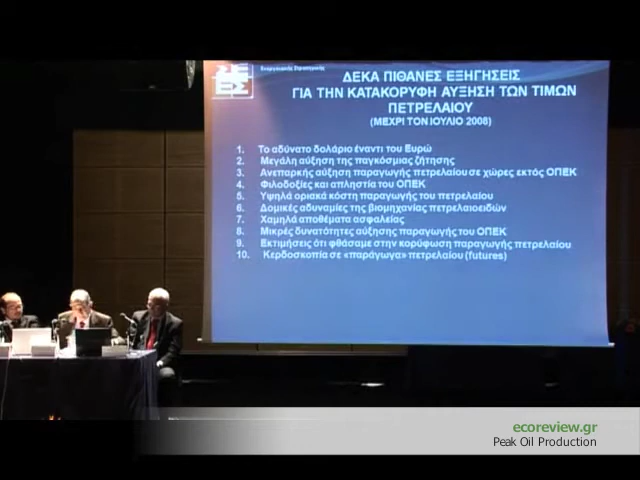 ΕΣ
Ενεργειακής Στρατηγικής
ΔΕΚΑ ΠΙΘΑΝΕΣ ΕΞΗΓΗΣΕΙΣ
ΓΙΑ ΤΗΝ ΚΑΤΑΚΟΡΥΦΗ ΑΥΞΗΣΗ ΤΩΝ ΤΙΜΩΝ
ΠΕΤΡΕΛΑΙΟΥ
(ΜΕΧΡΙ ΤΟΝ ΙΟΥΛΙΟ 2008)
1. Το αδύνατο δολάριο έναντι του Ευρώ
2. Μεγάλη αύξηση της παγκόσμιας ζήτησης
3. Ανεπαρκής αύξηση παραγωγής πετρελαίου σε χώρες εκτός ΟΠΕΚ
4. Φιλοδοξίες και απληστία του ΟΠΕΚ
5. Υψηλά οριακά κόστη παραγωγής του πετρελαίου
6. Δομικές αδυναμίες της βιομηχανίας πετρελαιοειδών
7. Χαμηλά αποθέματα ασφαλείας
8. Μικρές δυνατότητες αύξησης παραγωγής του ΟΠΕΚ
9. Εκτιμήσεις ότι φθάσαμε στην κορύφωση παραγωγής πετρελαίου
10. Κερδοσκοπία σε «παράγωγα» πετρελαίου (futures)
ecoreview.gr
Peak Oil Production